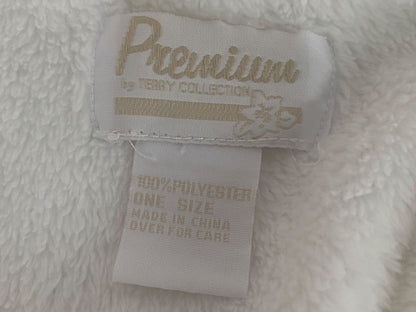 Premium
by TERRY COLLECTION
100% POLYESTER
ONE SIZE
MADE IN CHINA
OVER FOR CARE